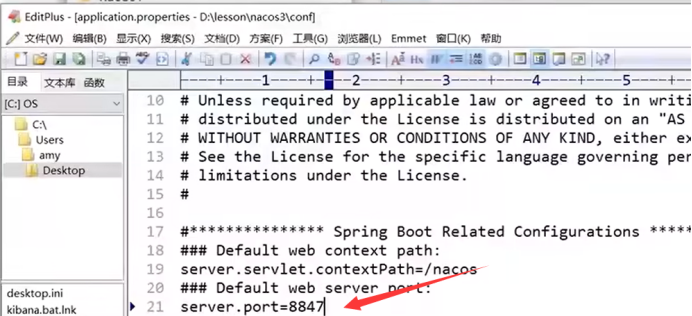 EditPlus - [application.properties - D:\lesson\nacos3\conf]
文件(W) 编辑(B) 显示(X) 搜索(S) 文档(D) 方案(F) 工具(G) 浏览器(L) Emmet 窗口(K) 帮助
目录 文本库 函数
[C:] OS
C:\
Users
amy
Desktop
desktop.ini
kibana.bat.lnk
----+----1----+----2----+----3----+----4----+----5----
10 # Unless required by applicable law or agreed to in writi
11 # distributed under the License is distributed on an "AS
12 # WITHOUT WARRANTIES OR CONDITIONS OF ANY KIND, either ex
13 # See the License for the specific language governing per
14 # limitations under the License.
15 #
16
17 #*************** Spring Boot Related Configurations *****
18 ### Default web context path:
19 server.servlet.contextPath=/nacos
20 ### Default web server port:
21 server.port=8847